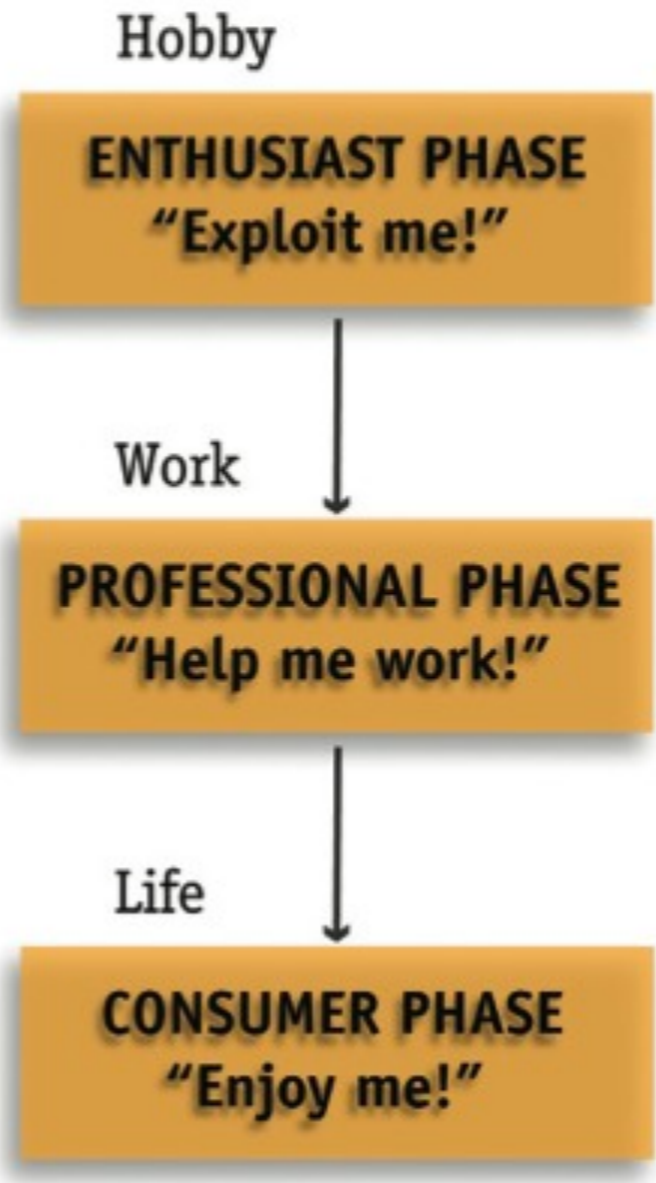 Hobby
ENTHUSIAST PHASE
“Exploit me!”
Work
PROFESSIONAL PHASE
“Help me work!”
Life
CONSUMER PHASE
“Enjoy me!”